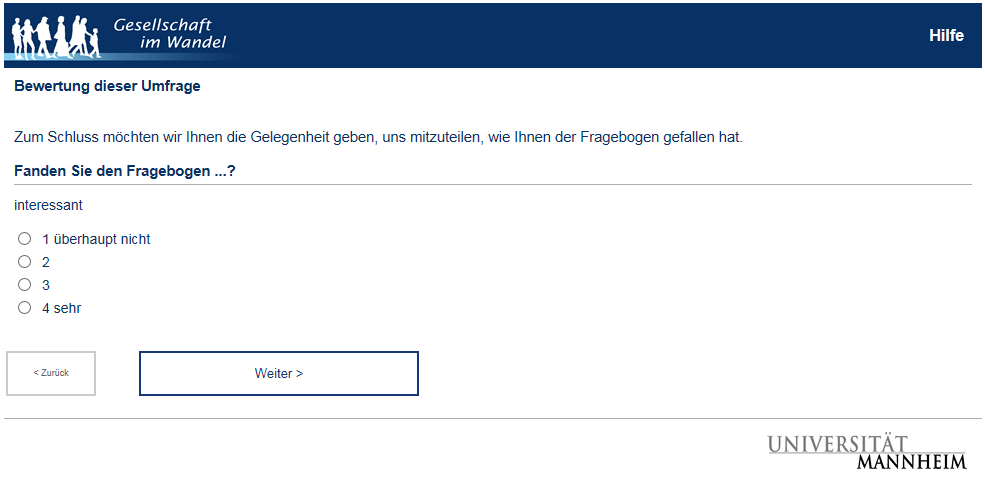 Gesellschaft
im Wandel
Hilfe
Bewertung dieser Umfrage
Zum Schluss möchten wir Ihnen die Gelegenheit geben, uns mitzuteilen, wie Ihnen der Fragebogen gefallen hat.
Fanden Sie den Fragebogen ...?
interessant
1 überhaupt nicht
2
3
4 sehr
< Zurück
Weiter >
UNIVERSITÄT
MANNHEIM